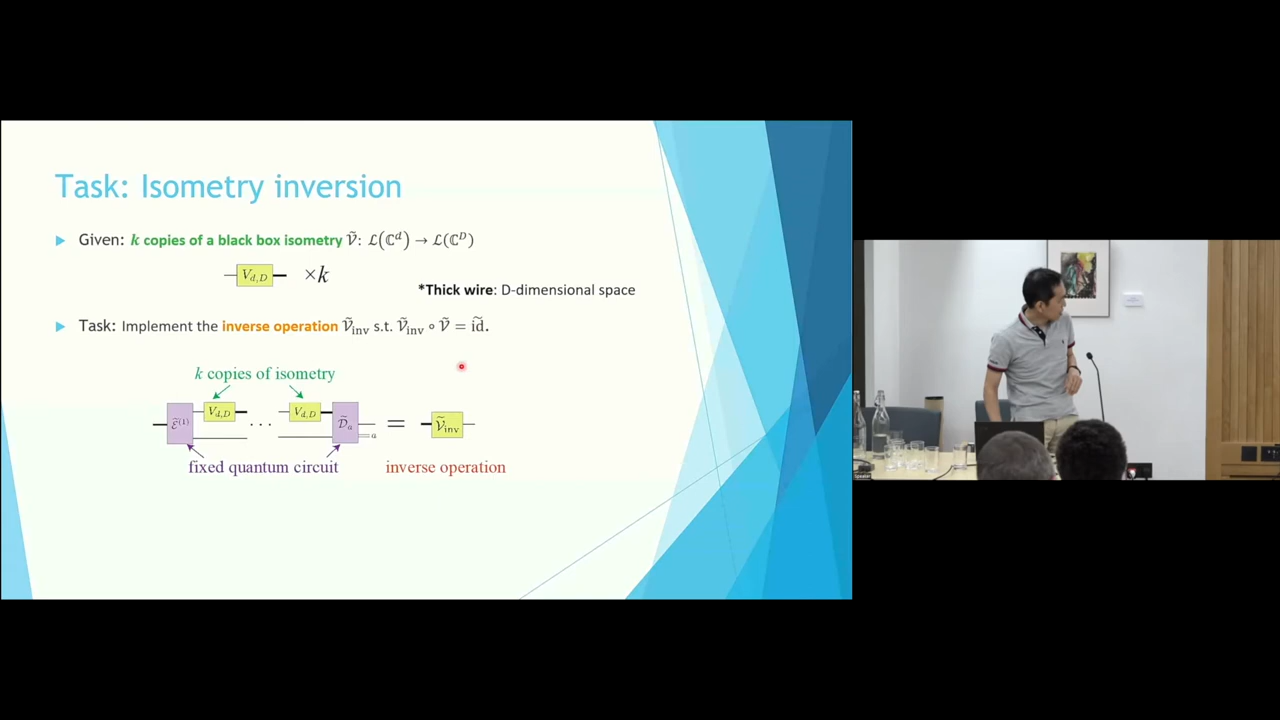 Task: Isometry inversion
Given: k copies of a black box isometry Ṽ: ℒ(ℂ^d) → ℒ(ℂ^D)
V_{d,D} ×k
*Thick wire: D-dimensional space
Task: Implement the inverse operation Ṽ_inv s.t. Ṽ_inv ∘ Ṽ = ĩd.
k copies of isometry
ℰ̃^(1) V_{d,D} ... V_{d,D} 𝒟̃_a a = Ṽ_inv
fixed quantum circuit inverse operation